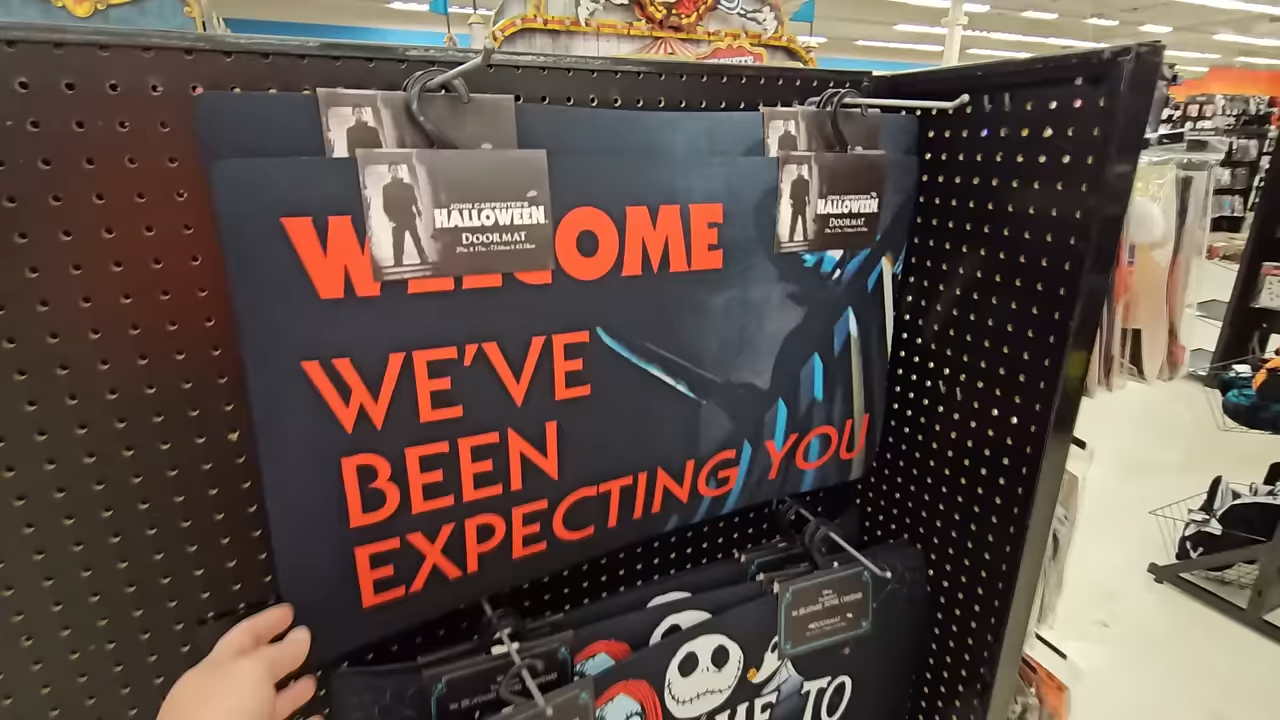 JOHN CARPENTER'S
HALLOWEEN
DOORMAT
JOHN CARPENTER'S
HALLOWEEN
DOORMAT
W OME
WE'VE
BEEN
EXPECTING YOU
DOORMAT
TO